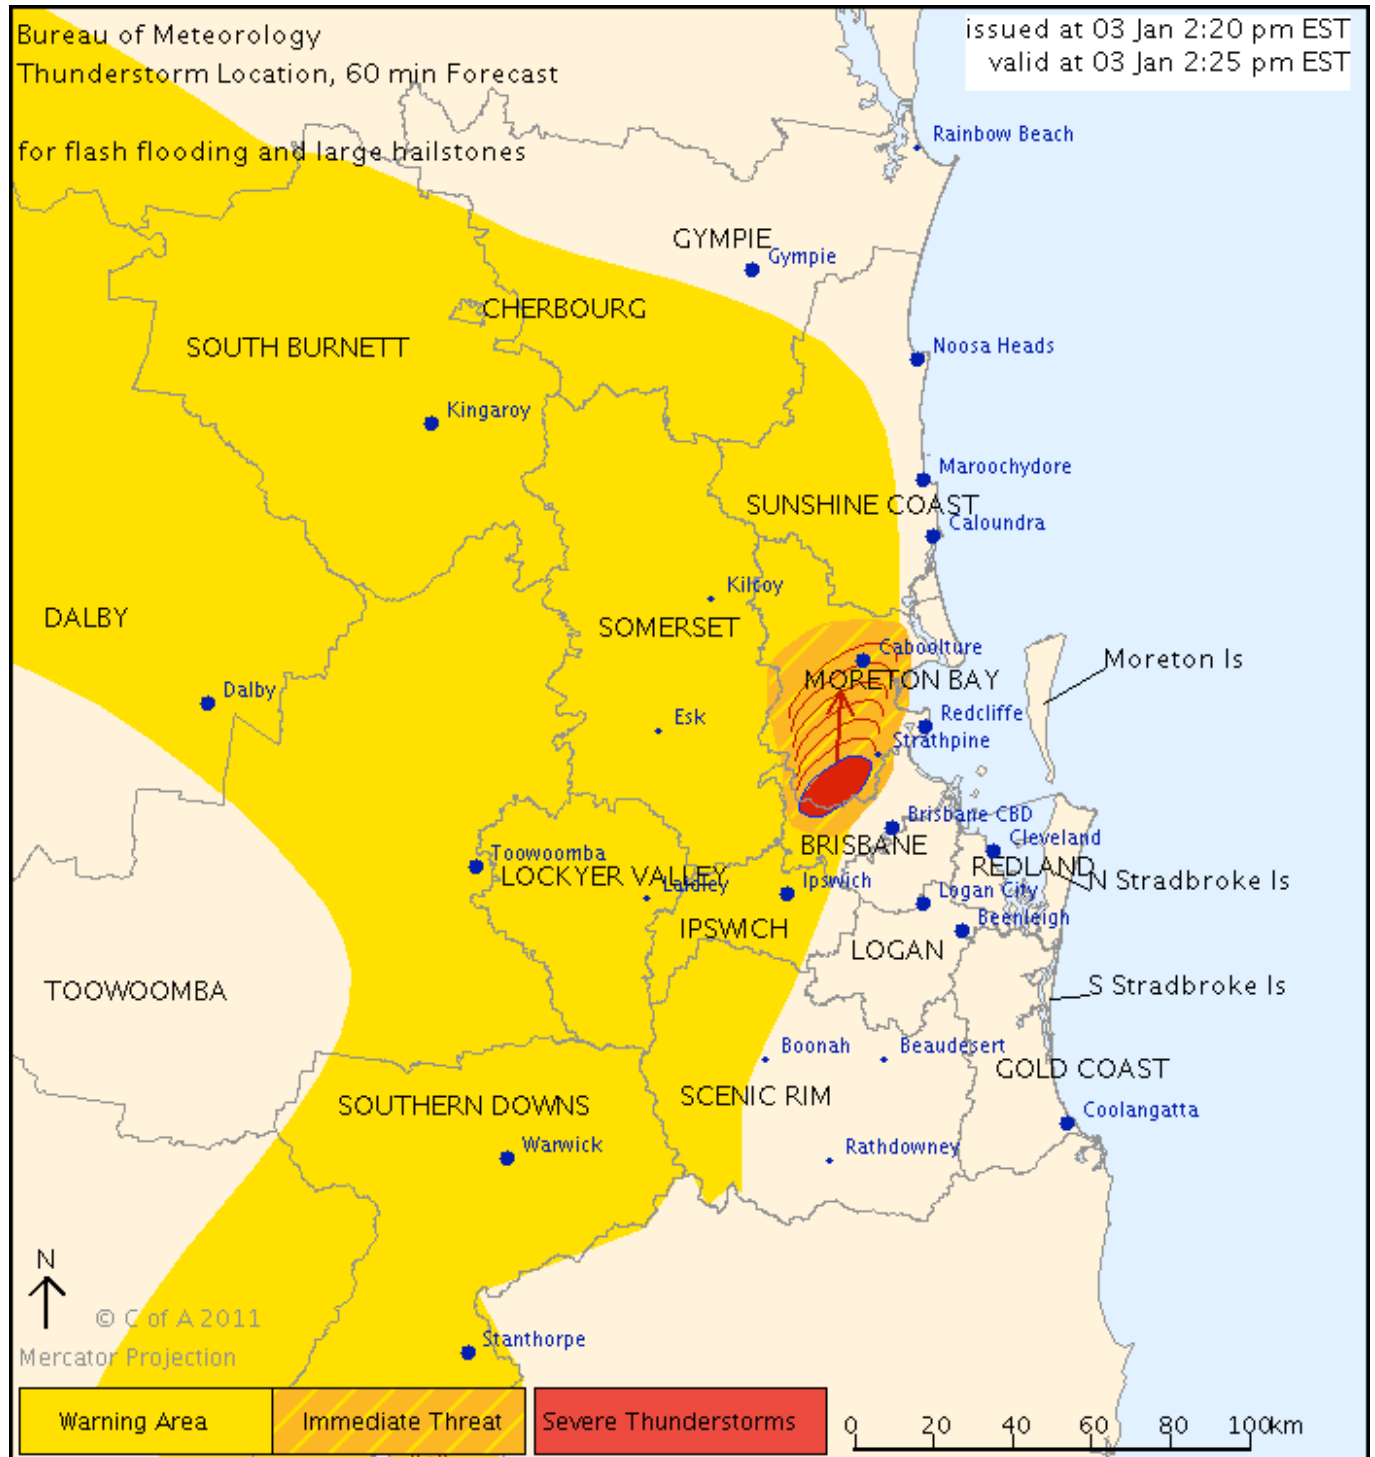 Bureau of Meteorology
issued at 03 Jan 2:20 pm EST
Thunderstorm Location, 60 min Forecast
valid at 03 Jan 2:25 pm EST
for flash flooding and large hailstones
Rainbow Beach
GYMPIE
Gympie
CHERBOURG
SOUTH BURNETT
Noosa Heads
Kingaroy
Maroochydore
SUNSHINE COAST
Caloundra
Kilcoy
DALBY
SOMERSET
Caboolture
Moreton Is
MORETON BAY
Dalby
Esk
Redcliffe
Strathpine
Brisbane CBD
Cleveland
BRISBANE
Toowoomba
REDLAND
LOCKYER VALLEY
Laidley
Ipswich
N Stradbroke Is
Logan City
Beenleigh
IPSWICH
LOGAN
TOOWOOMBA
S Stradbroke Is
Boonah
Beaudesert
GOLD COAST
SCENIC RIM
SOUTHERN DOWNS
Coolangatta
Warwick
Rathdowney
N
© C of A 2011
Stanthorpe
Mercator Projection
Warning Area
Immediate Threat
Severe Thunderstorms
0 20 40 60 80 100km